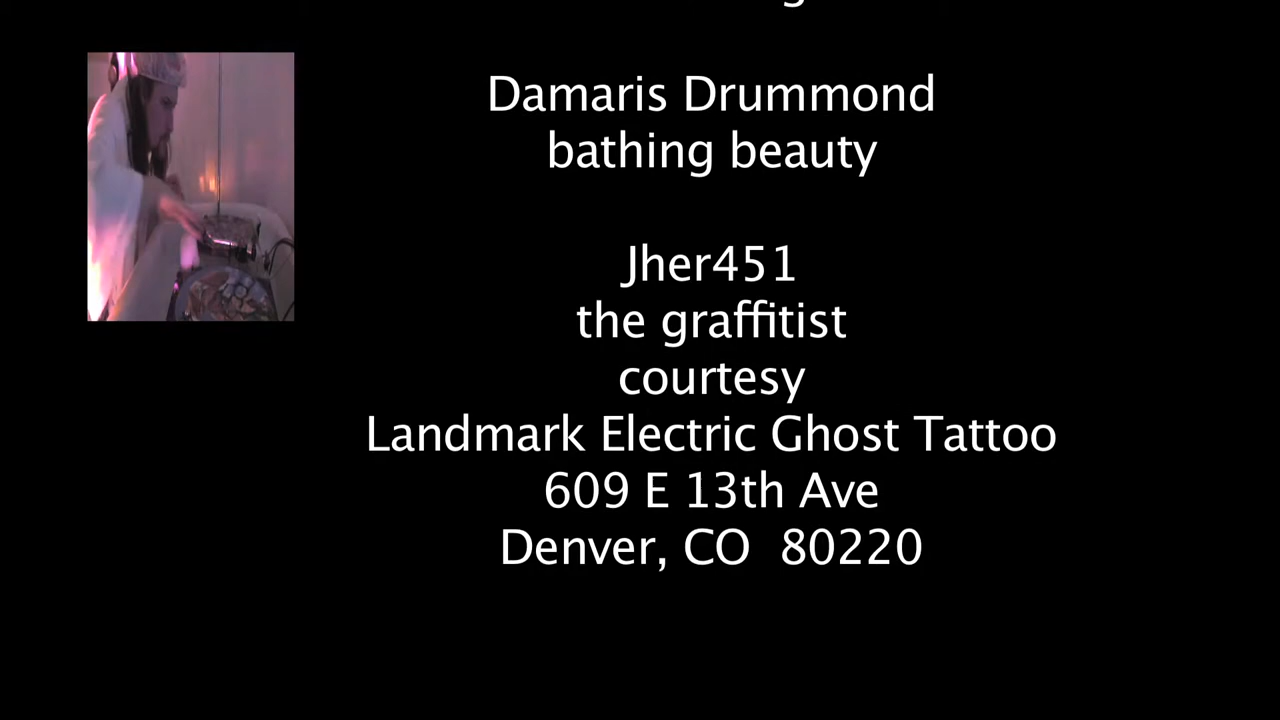 Damaris Drummond
bathing beauty
Jher451
the graffitist
courtesy
Landmark Electric Ghost Tattoo
609 E 13th Ave
Denver, CO  80220